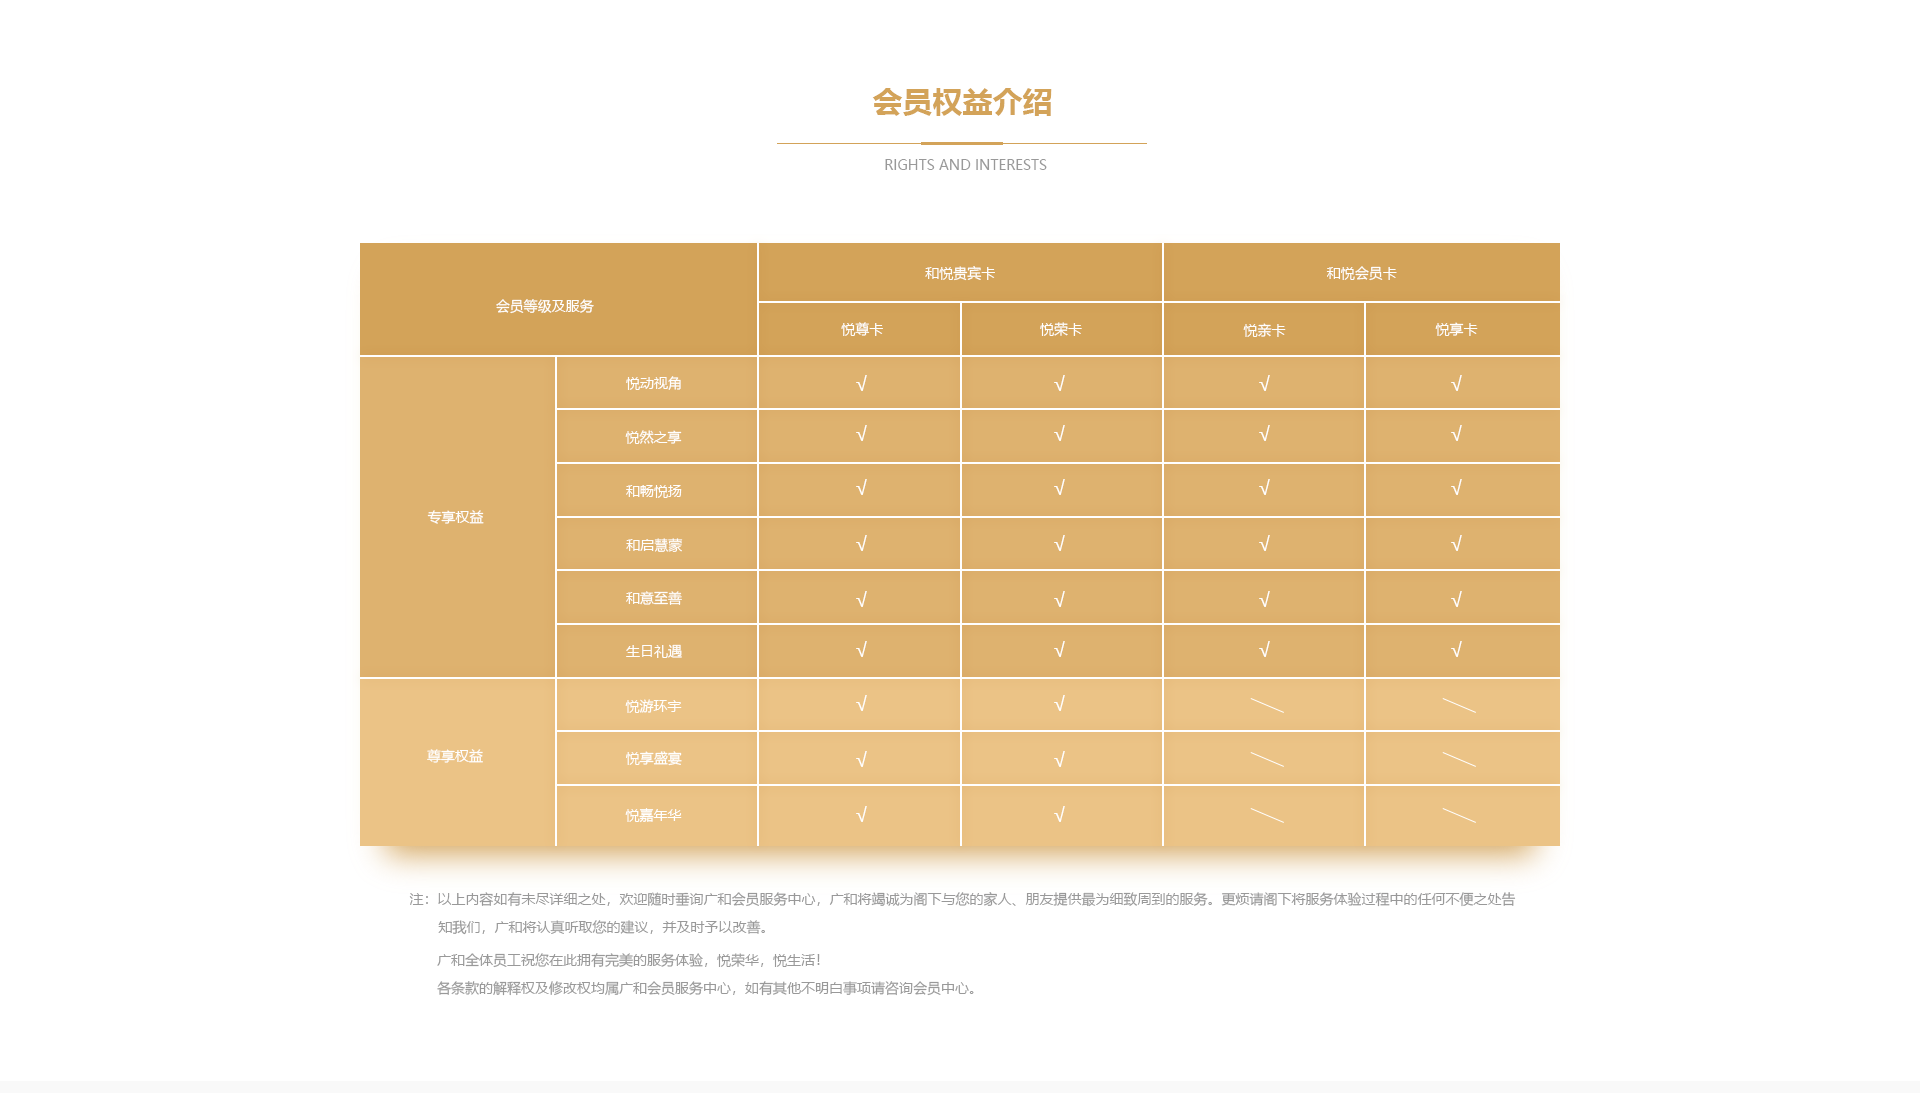 会员权益介绍
RIGHTS AND INTERESTS
会员等级及服务 和悦贵宾卡 和悦会员卡
悦尊卡 悦荣卡 悦亲卡 悦享卡
专享权益
悦动视角 √ √ √ √
悦然之享 √ √ √ √
和畅悦扬 √ √ √ √
和启慧蒙 √ √ √ √
和意至善 √ √ √ √
生日礼遇 √ √ √ √
尊享权益
悦游环宇 √ √
悦享盛宴 √ √
悦嘉年华 √ √
注：以上内容如有未尽详细之处，欢迎随时垂询广和会员服务中心，广和将竭诚为阁下与您的家人、朋友提供最为细致周到的服务。更烦请阁下将服务体验过程中的任何不便之处告
知我们，广和将认真听取您的建议，并及时予以改善。
广和全体员工祝您在此拥有完美的服务体验，悦荣华，悦生活！
各条款的解释权及修改权均属广和会员服务中心，如有其他不明白事项请咨询会员中心。